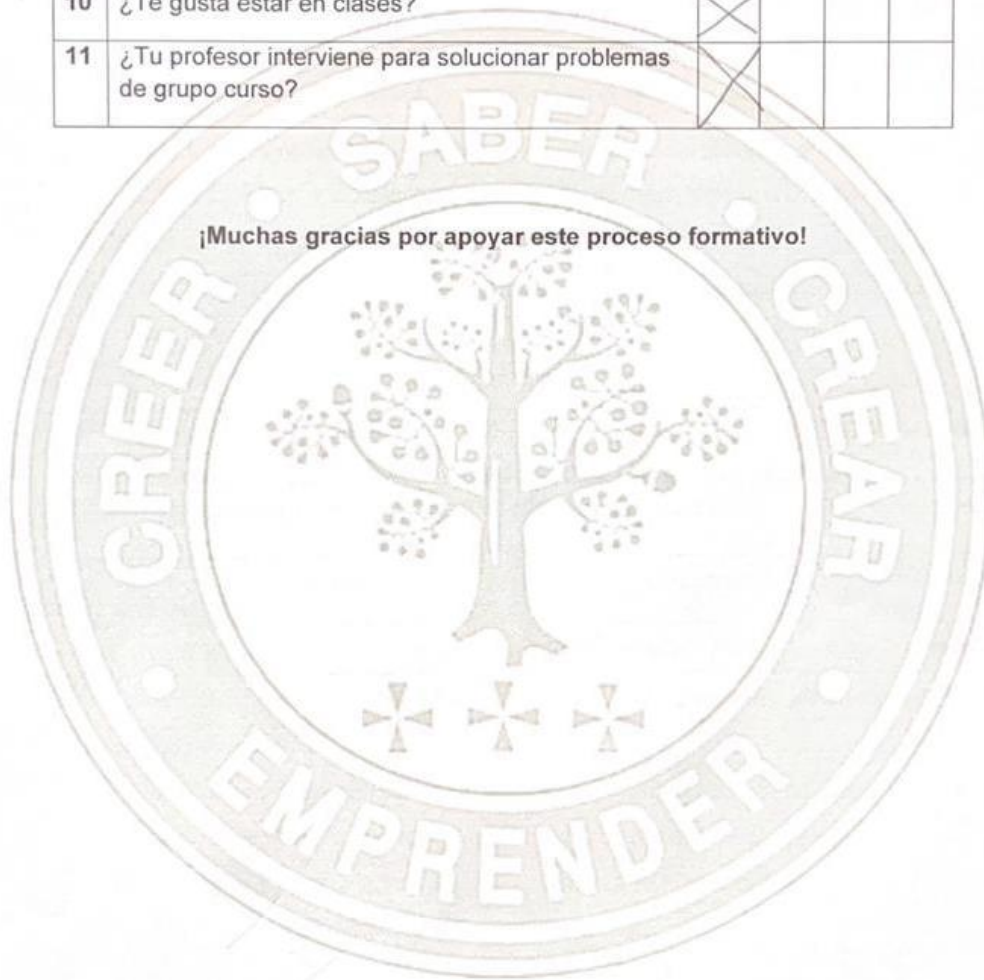 10 ¿Te gusta estar en clases?
11 ¿Tu profesor interviene para solucionar problemas
de grupo curso?
¡Muchas gracias por apoyar este proceso formativo!
SABER
CREER
CREAR
EMPRENDER